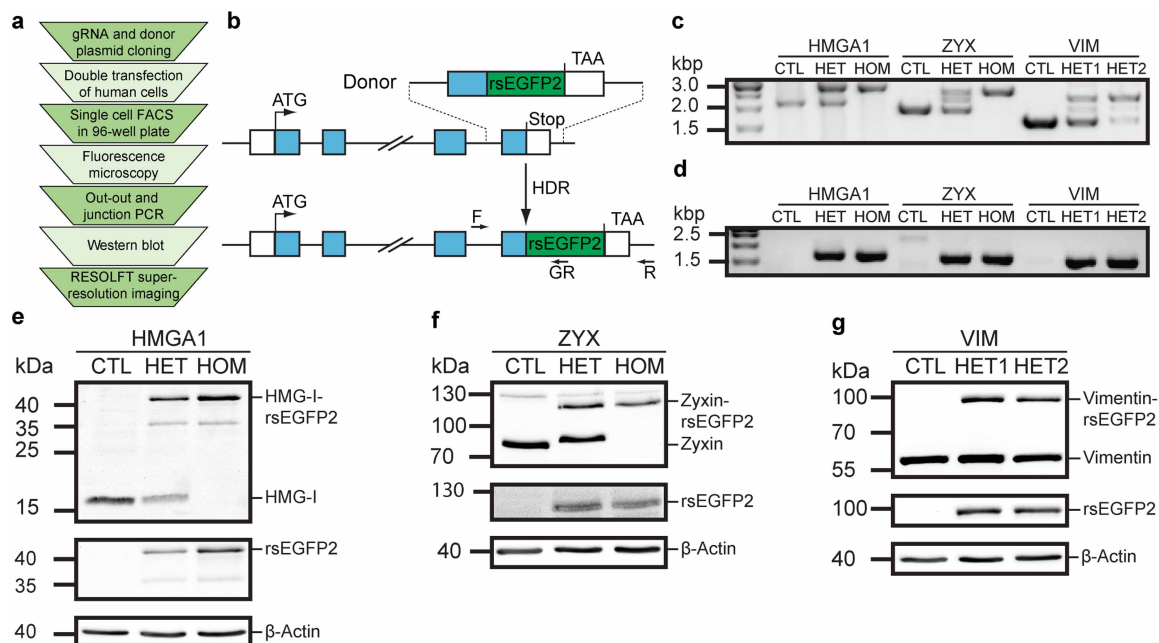 a
gRNA and donor
plasmid cloning
Double transfection
of human cells
Single cell FACS
in 96-well plate
Fluorescence
microscopy
Out-out and
junction PCR
Western blot
RESOLFT super-
resolution imaging
b
TAA
Donor
rsEGFP2
ATG
Stop
HDR
ATG
F
TAA
rsEGFP2
GR
R
c
HMGA1 ZYX VIM
kbp CTL HET HOM CTL HET HOM CTL HET1 HET2
3.0
2.0
1.5
d
HMGA1 ZYX VIM
kbp CTL HET HOM CTL HET HOM CTL HET1 HET2
2.5
1.5
e
HMGA1
kDa CTL HET HOM
40
35
25
15
HMG-I-
rsEGFP2
HMG-I
40
35
rsEGFP2
40
β-Actin
f
ZYX
kDa CTL HET HOM
130
100
70
Zyxin-
rsEGFP2
Zyxin
130
rsEGFP2
40
β-Actin
g
VIM
kDa CTL HET1 HET2
100
70
55
Vimentin-
rsEGFP2
Vimentin
100
rsEGFP2
40
β-Actin